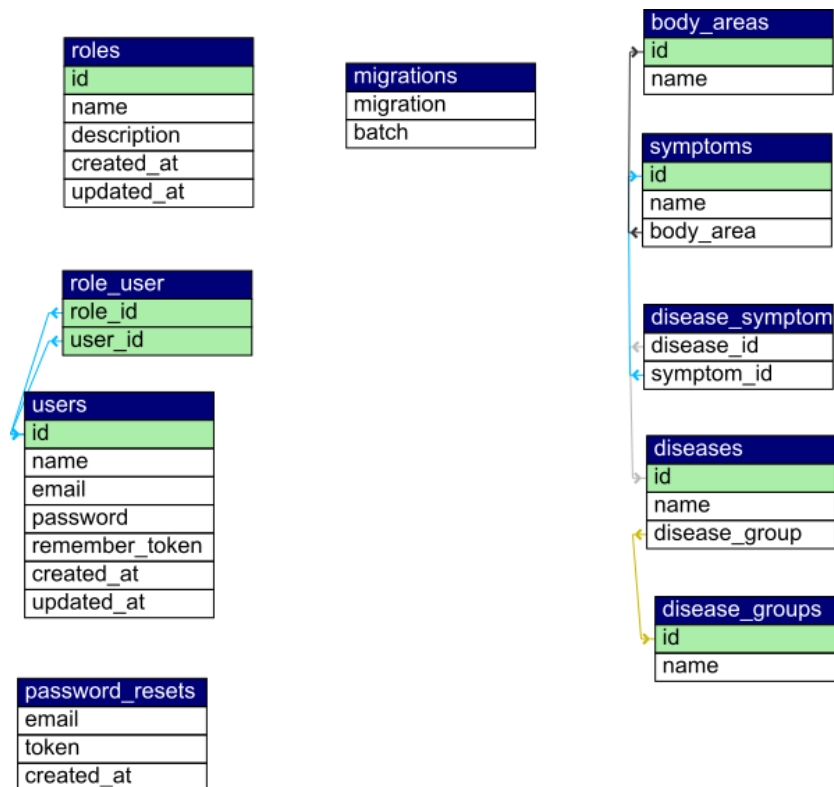 roles
id
name
description
created_at
updated_at
role_user
role_id
user_id
users
id
name
email
password
remember_token
created_at
updated_at
password_resets
email
token
created_at
migrations
migration
batch
body_areas
id
name
symptoms
id
name
body_area
disease_symptom
disease_id
symptom_id
diseases
id
name
disease_group
disease_groups
id
name